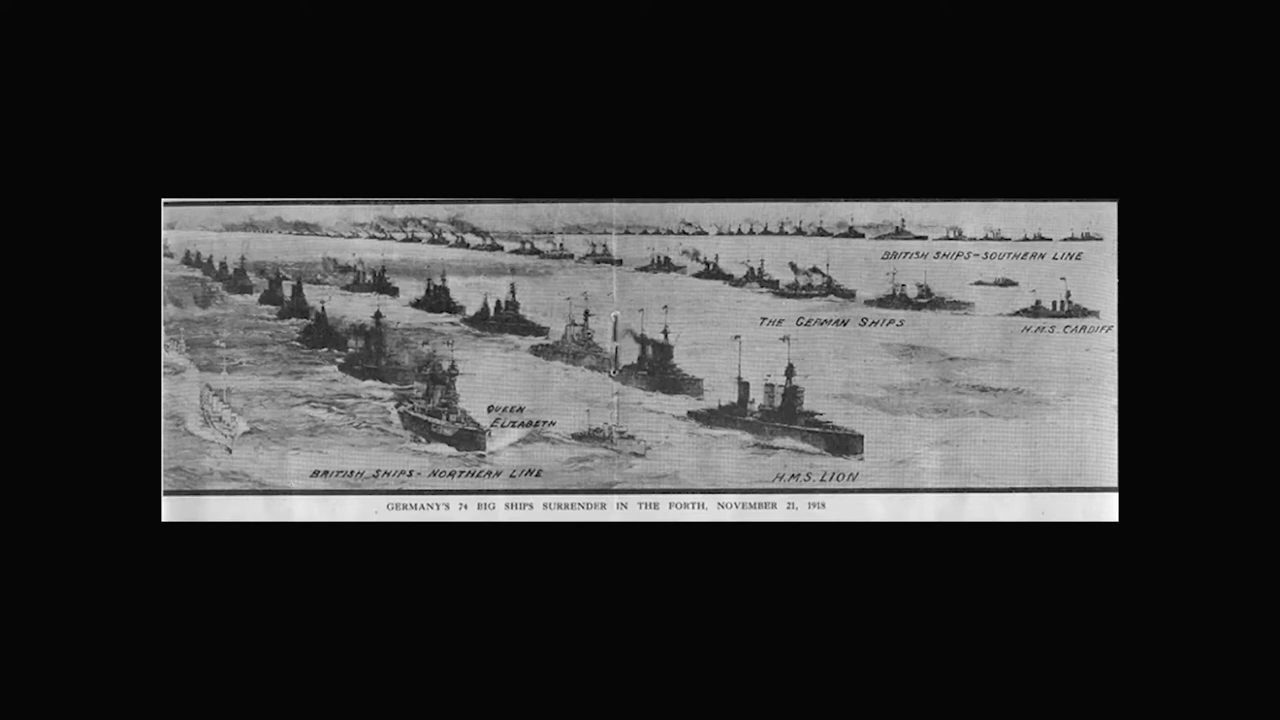 BRITISH SHIPS-SOUTHERN LINE
THE GERMAN SHIPS
H.M.S. CARDIFF
QUEEN
ELIZABETH
BRITISH SHIPS- NORTHERN LINE
H.M.S. LION
GERMANY'S 74 BIG SHIPS SURRENDER IN THE FORTH, NOVEMBER 21, 1918